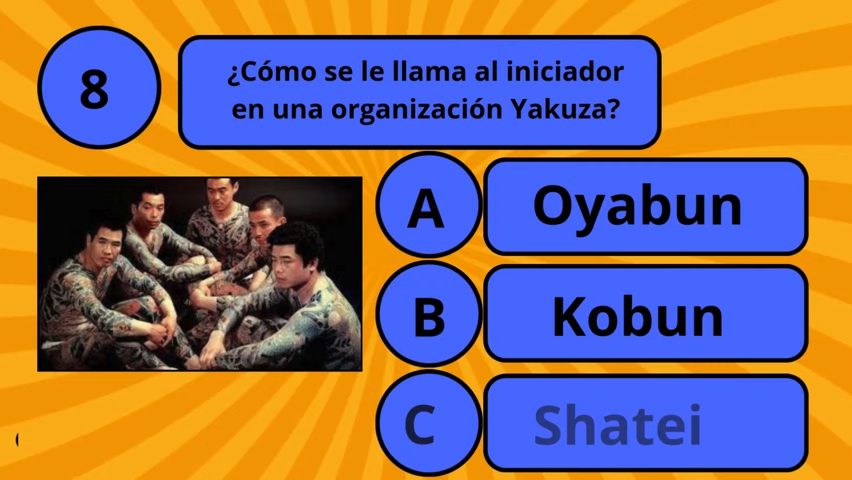 8
¿Cómo se le llama al iniciador
en una organización Yakuza?
A
Oyabun
B
Kobun
C
Shatei